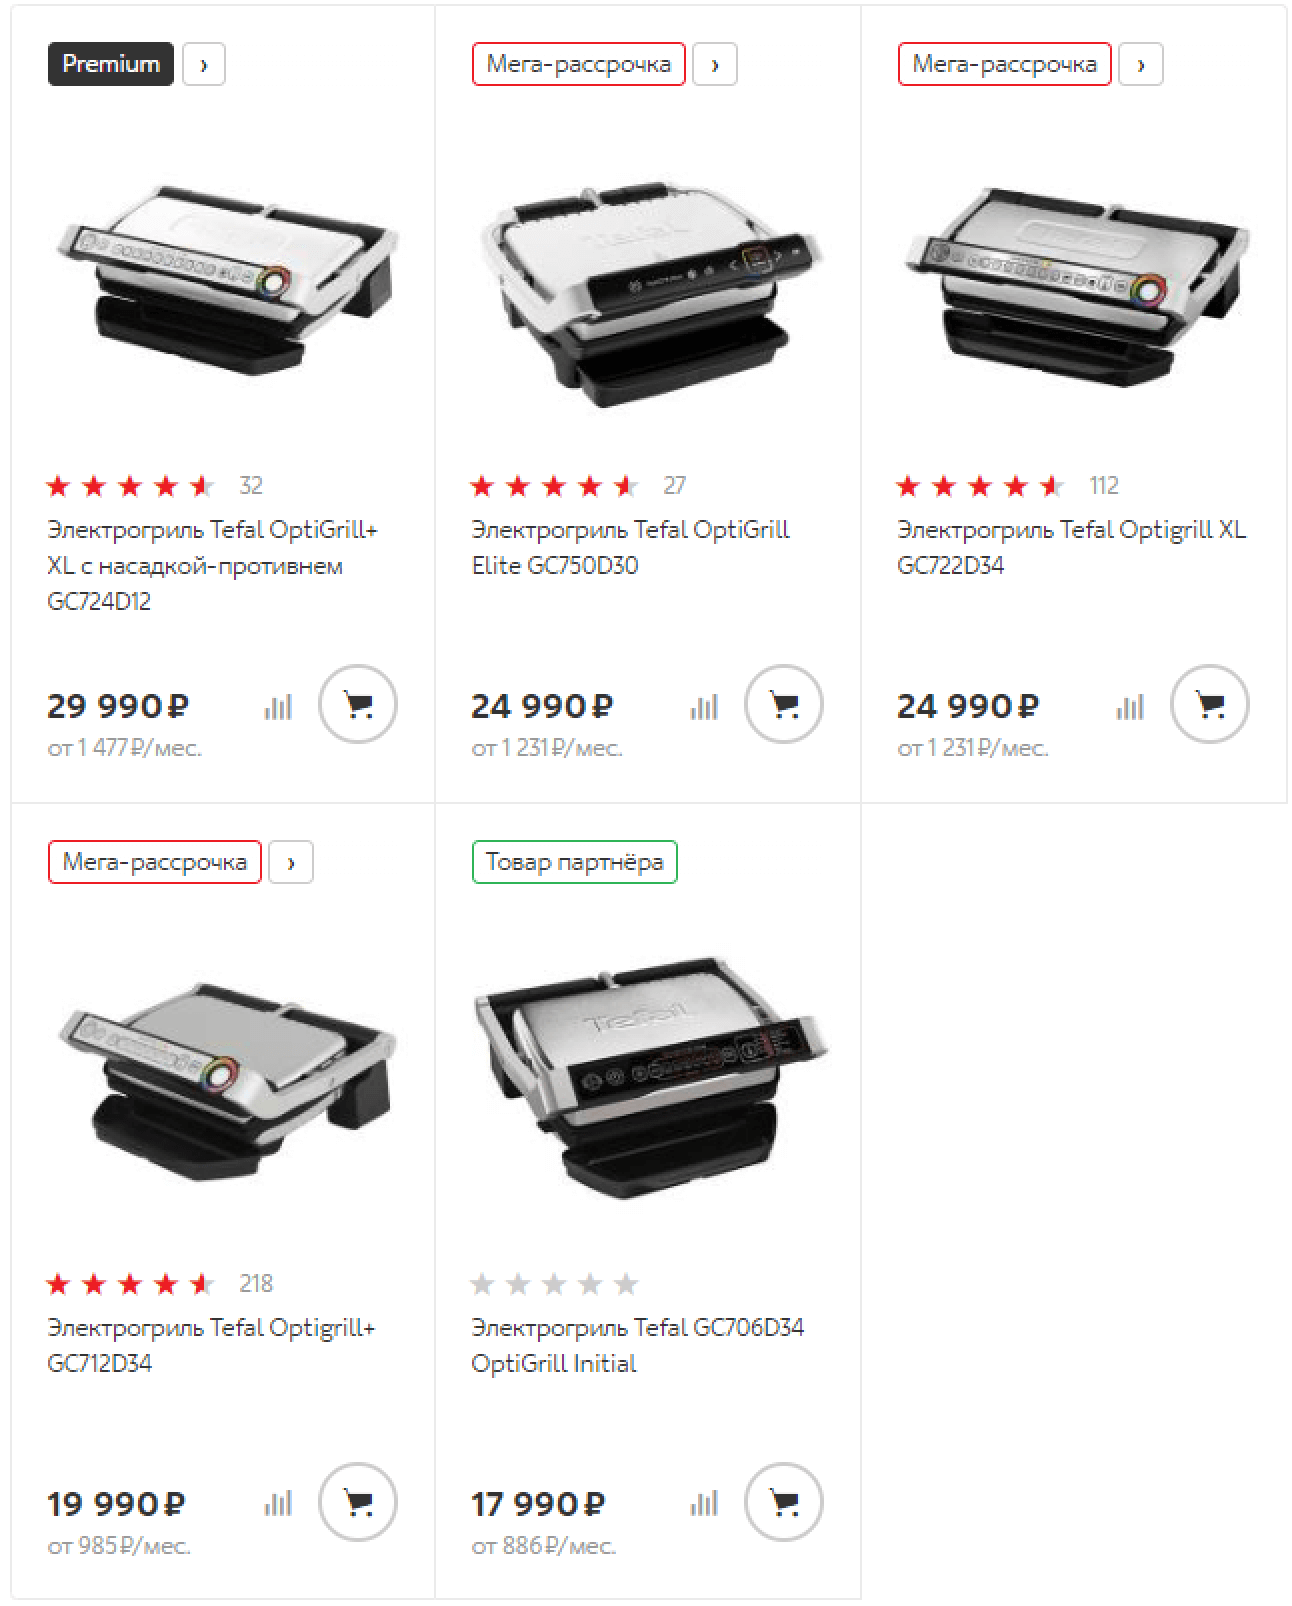 Premium ›
Мега-рассрочка ›
Мега-рассрочка ›
Tefal
32
27
112
Электрогриль Tefal OptiGrill+
XL с насадкой-противнем
GC724D12
Электрогриль Tefal OptiGrill
Elite GC750D30
Электрогриль Tefal Optigrill XL
GC722D34
29 990 ₽
от 1 477 ₽/мес.
24 990 ₽
от 1 231 ₽/мес.
24 990 ₽
от 1 231 ₽/мес.
Мега-рассрочка ›
Товар партнёра
Tefal
218
Электрогриль Tefal Optigrill+
GC712D34
Электрогриль Tefal GC706D34
OptiGrill Initial
19 990 ₽
от 985 ₽/мес.
17 990 ₽
от 886 ₽/мес.